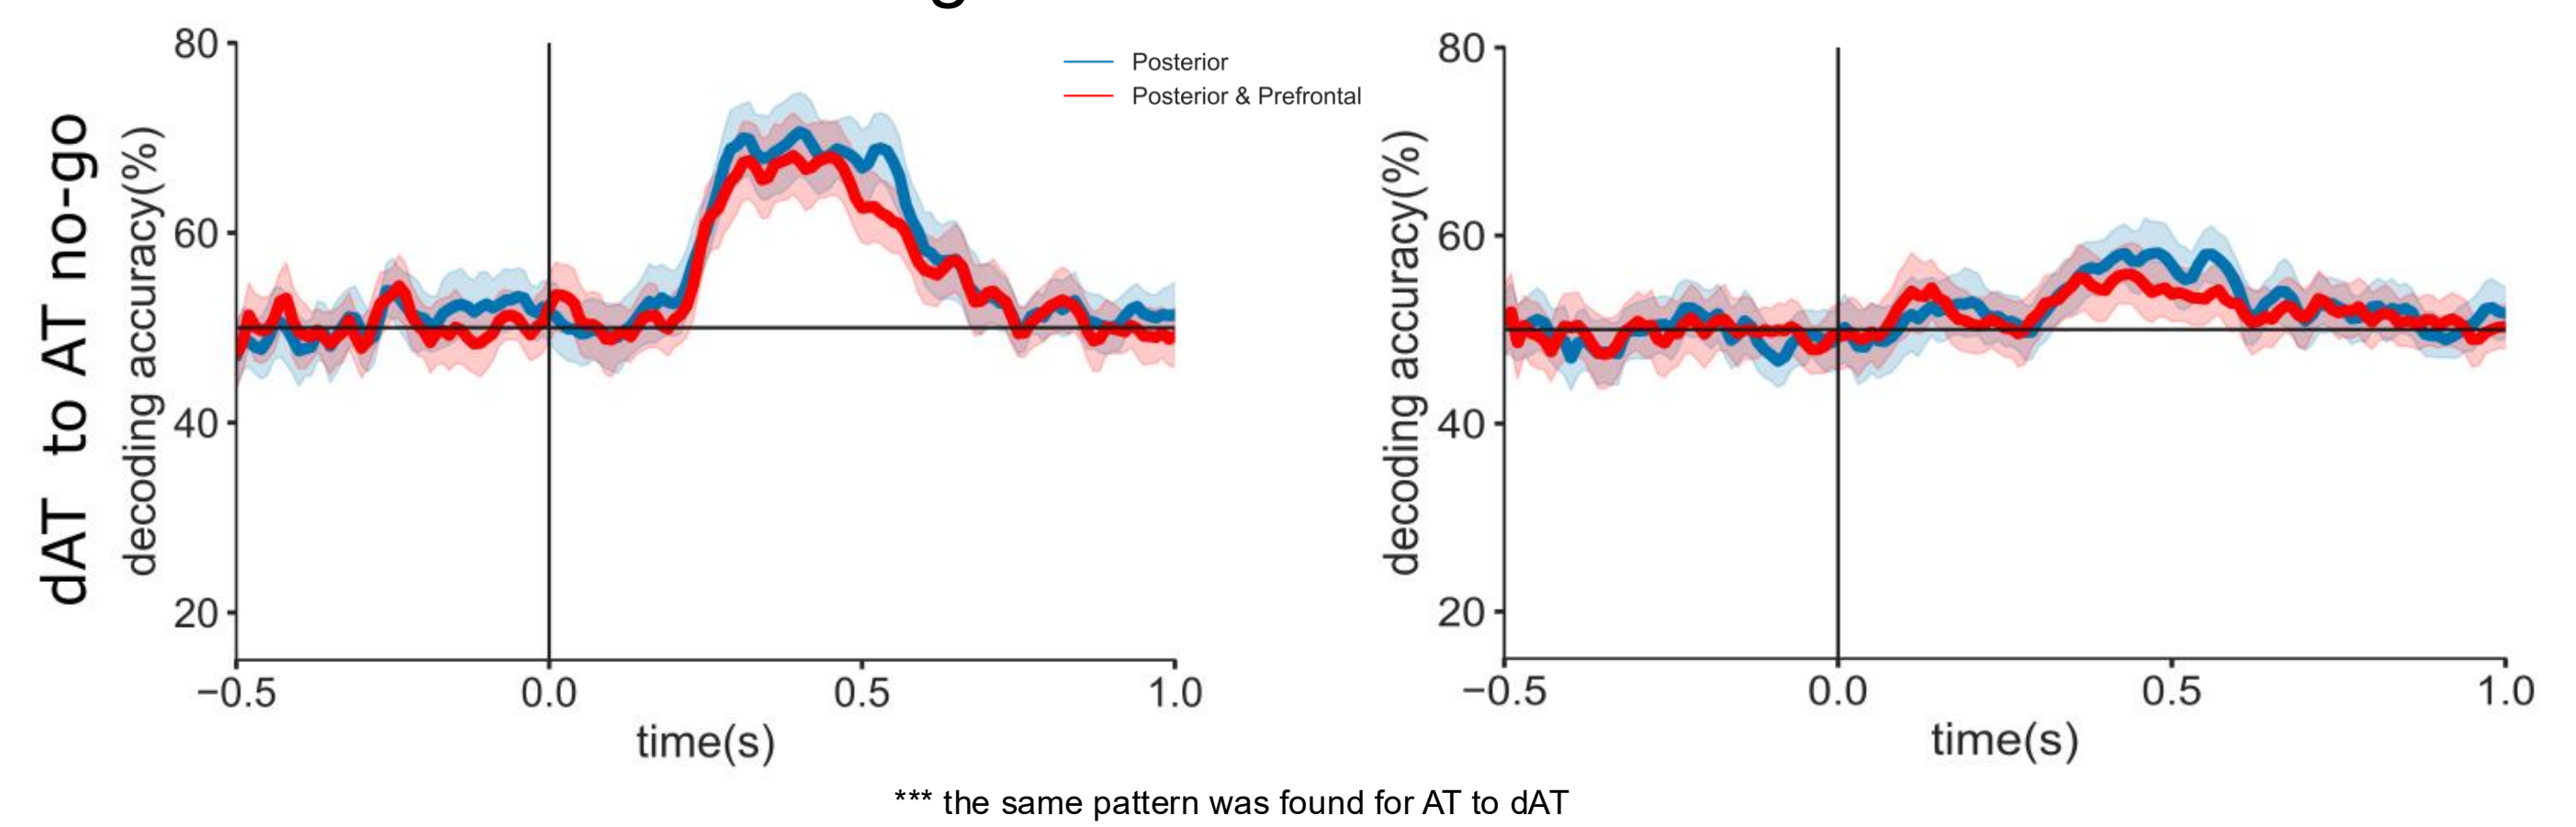 dAT to AT no-go
decoding accuracy(%)
80
60
40
20
−0.5
0.0
0.5
1.0
time(s)
Posterior
Posterior & Prefrontal
decoding accuracy(%)
80
60
40
20
−0.5
0.0
0.5
1.0
time(s)
*** the same pattern was found for AT to dAT